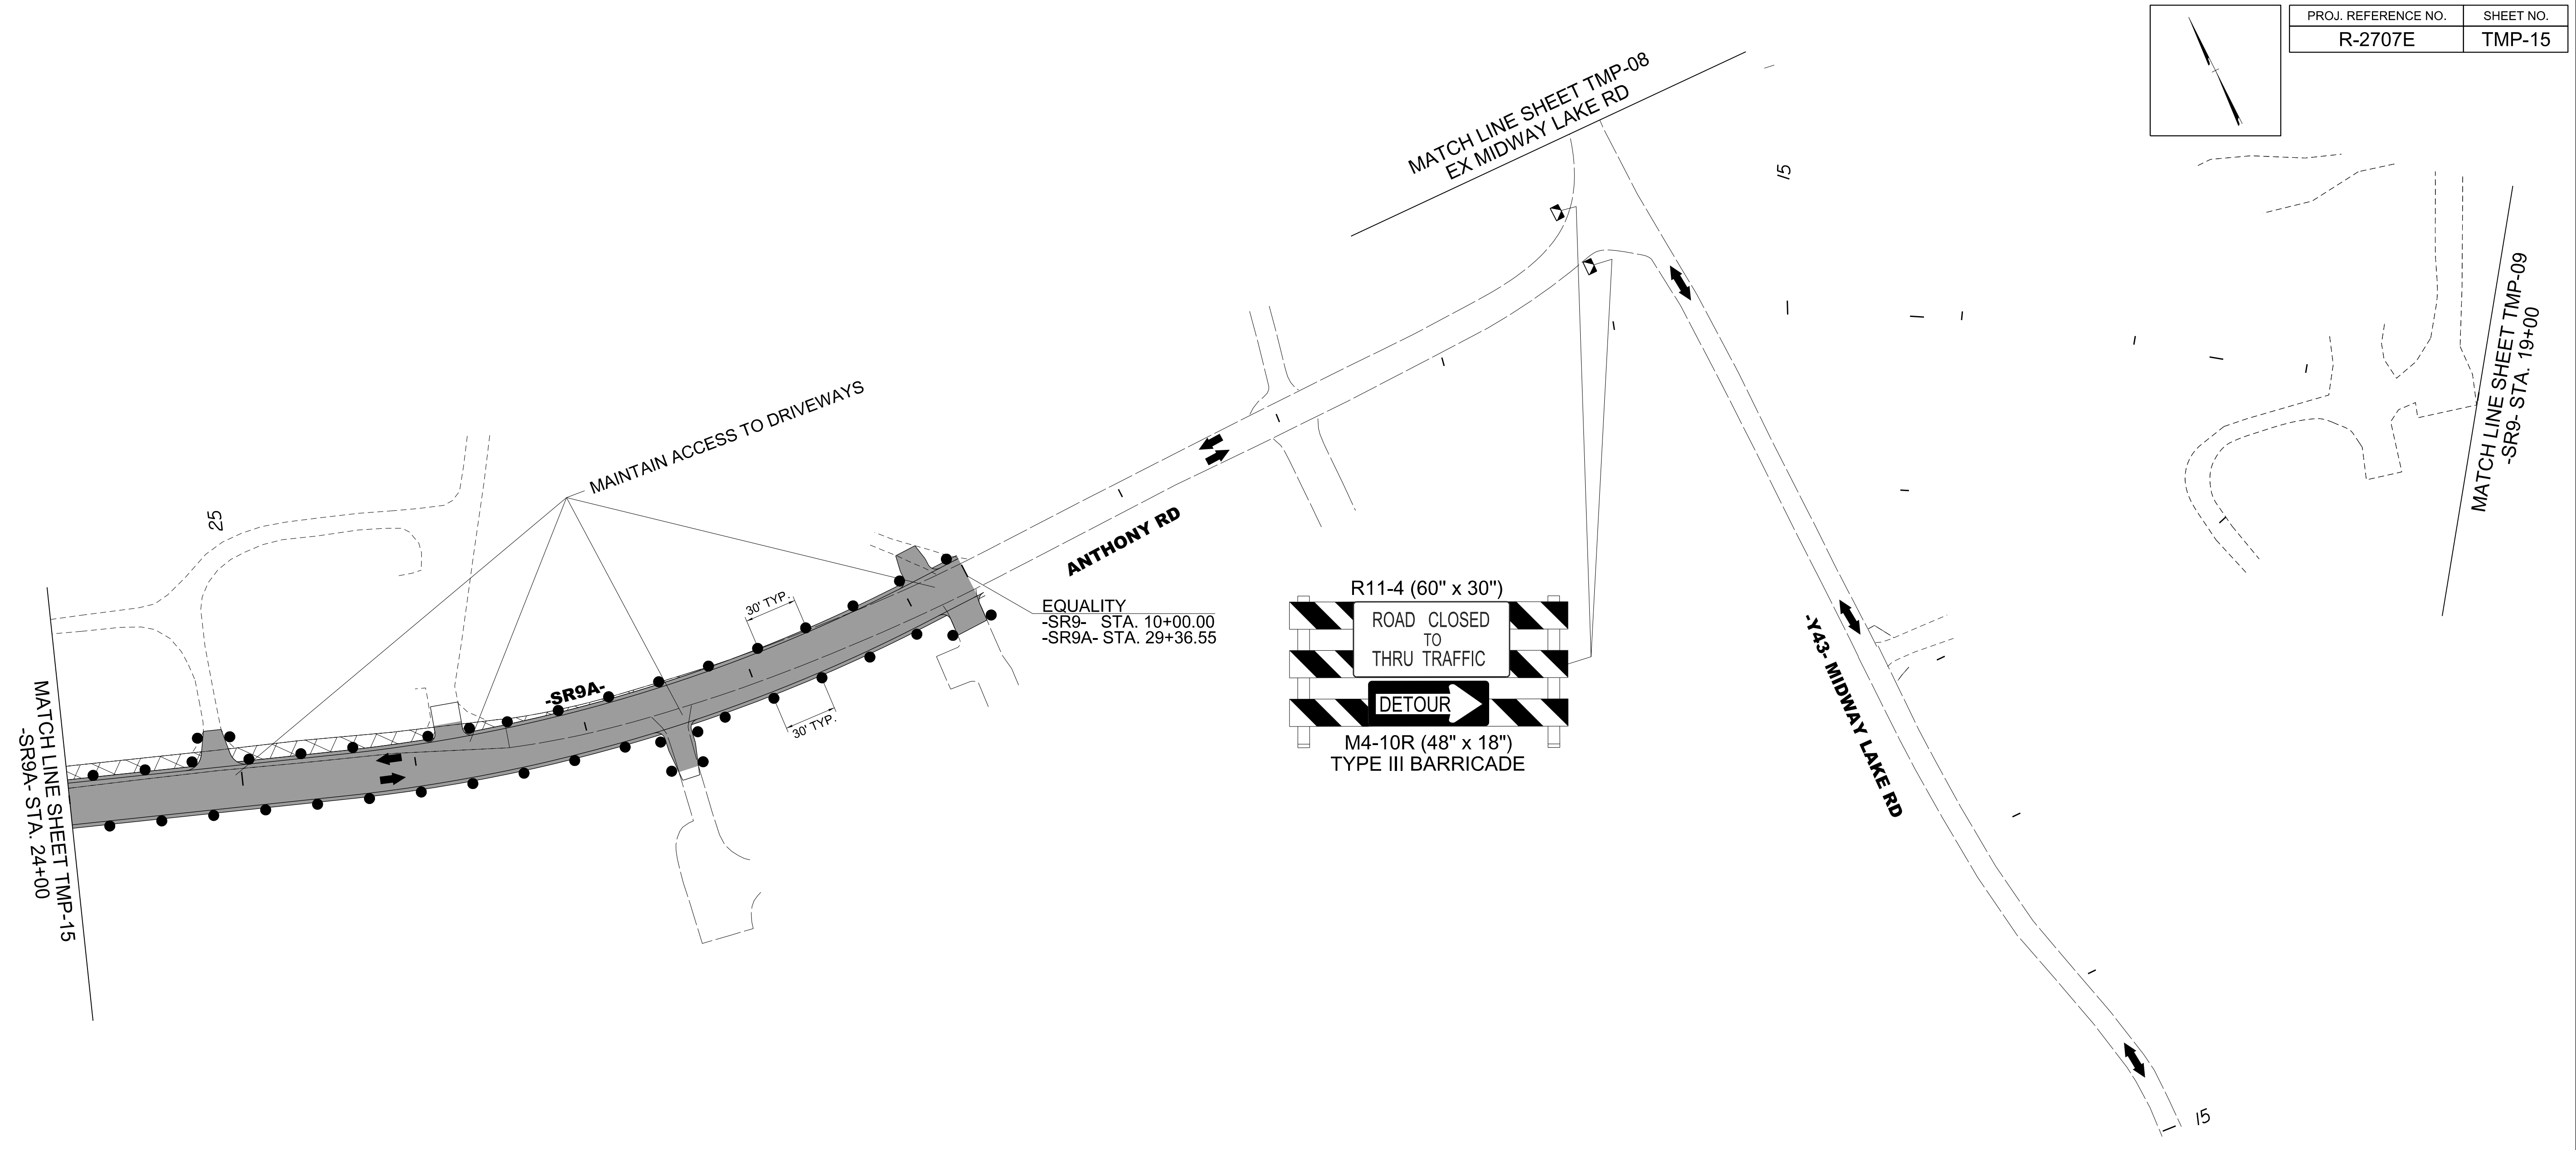 PROJ. REFERENCE NO. SHEET NO.
R-2707E TMP-15
MATCH LINE SHEET TMP-08
EX MIDWAY LAKE RD
15
MATCH LINE SHEET TMP-09
-SR9- STA. 19+00
MAINTAIN ACCESS TO DRIVEWAYS
25
ANTHONY RD
30' TYP.
EQUALITY
-SR9- STA. 10+00.00
-SR9A- STA. 29+36.55
R11-4 (60" x 30")
ROAD CLOSED
TO
THRU TRAFFIC
DETOUR
M4-10R (48" x 18")
TYPE III BARRICADE
-SR9A-
30' TYP.
-Y43- MIDWAY LAKE RD
MATCH LINE SHEET TMP-15
-SR9A- STA. 24+00
15